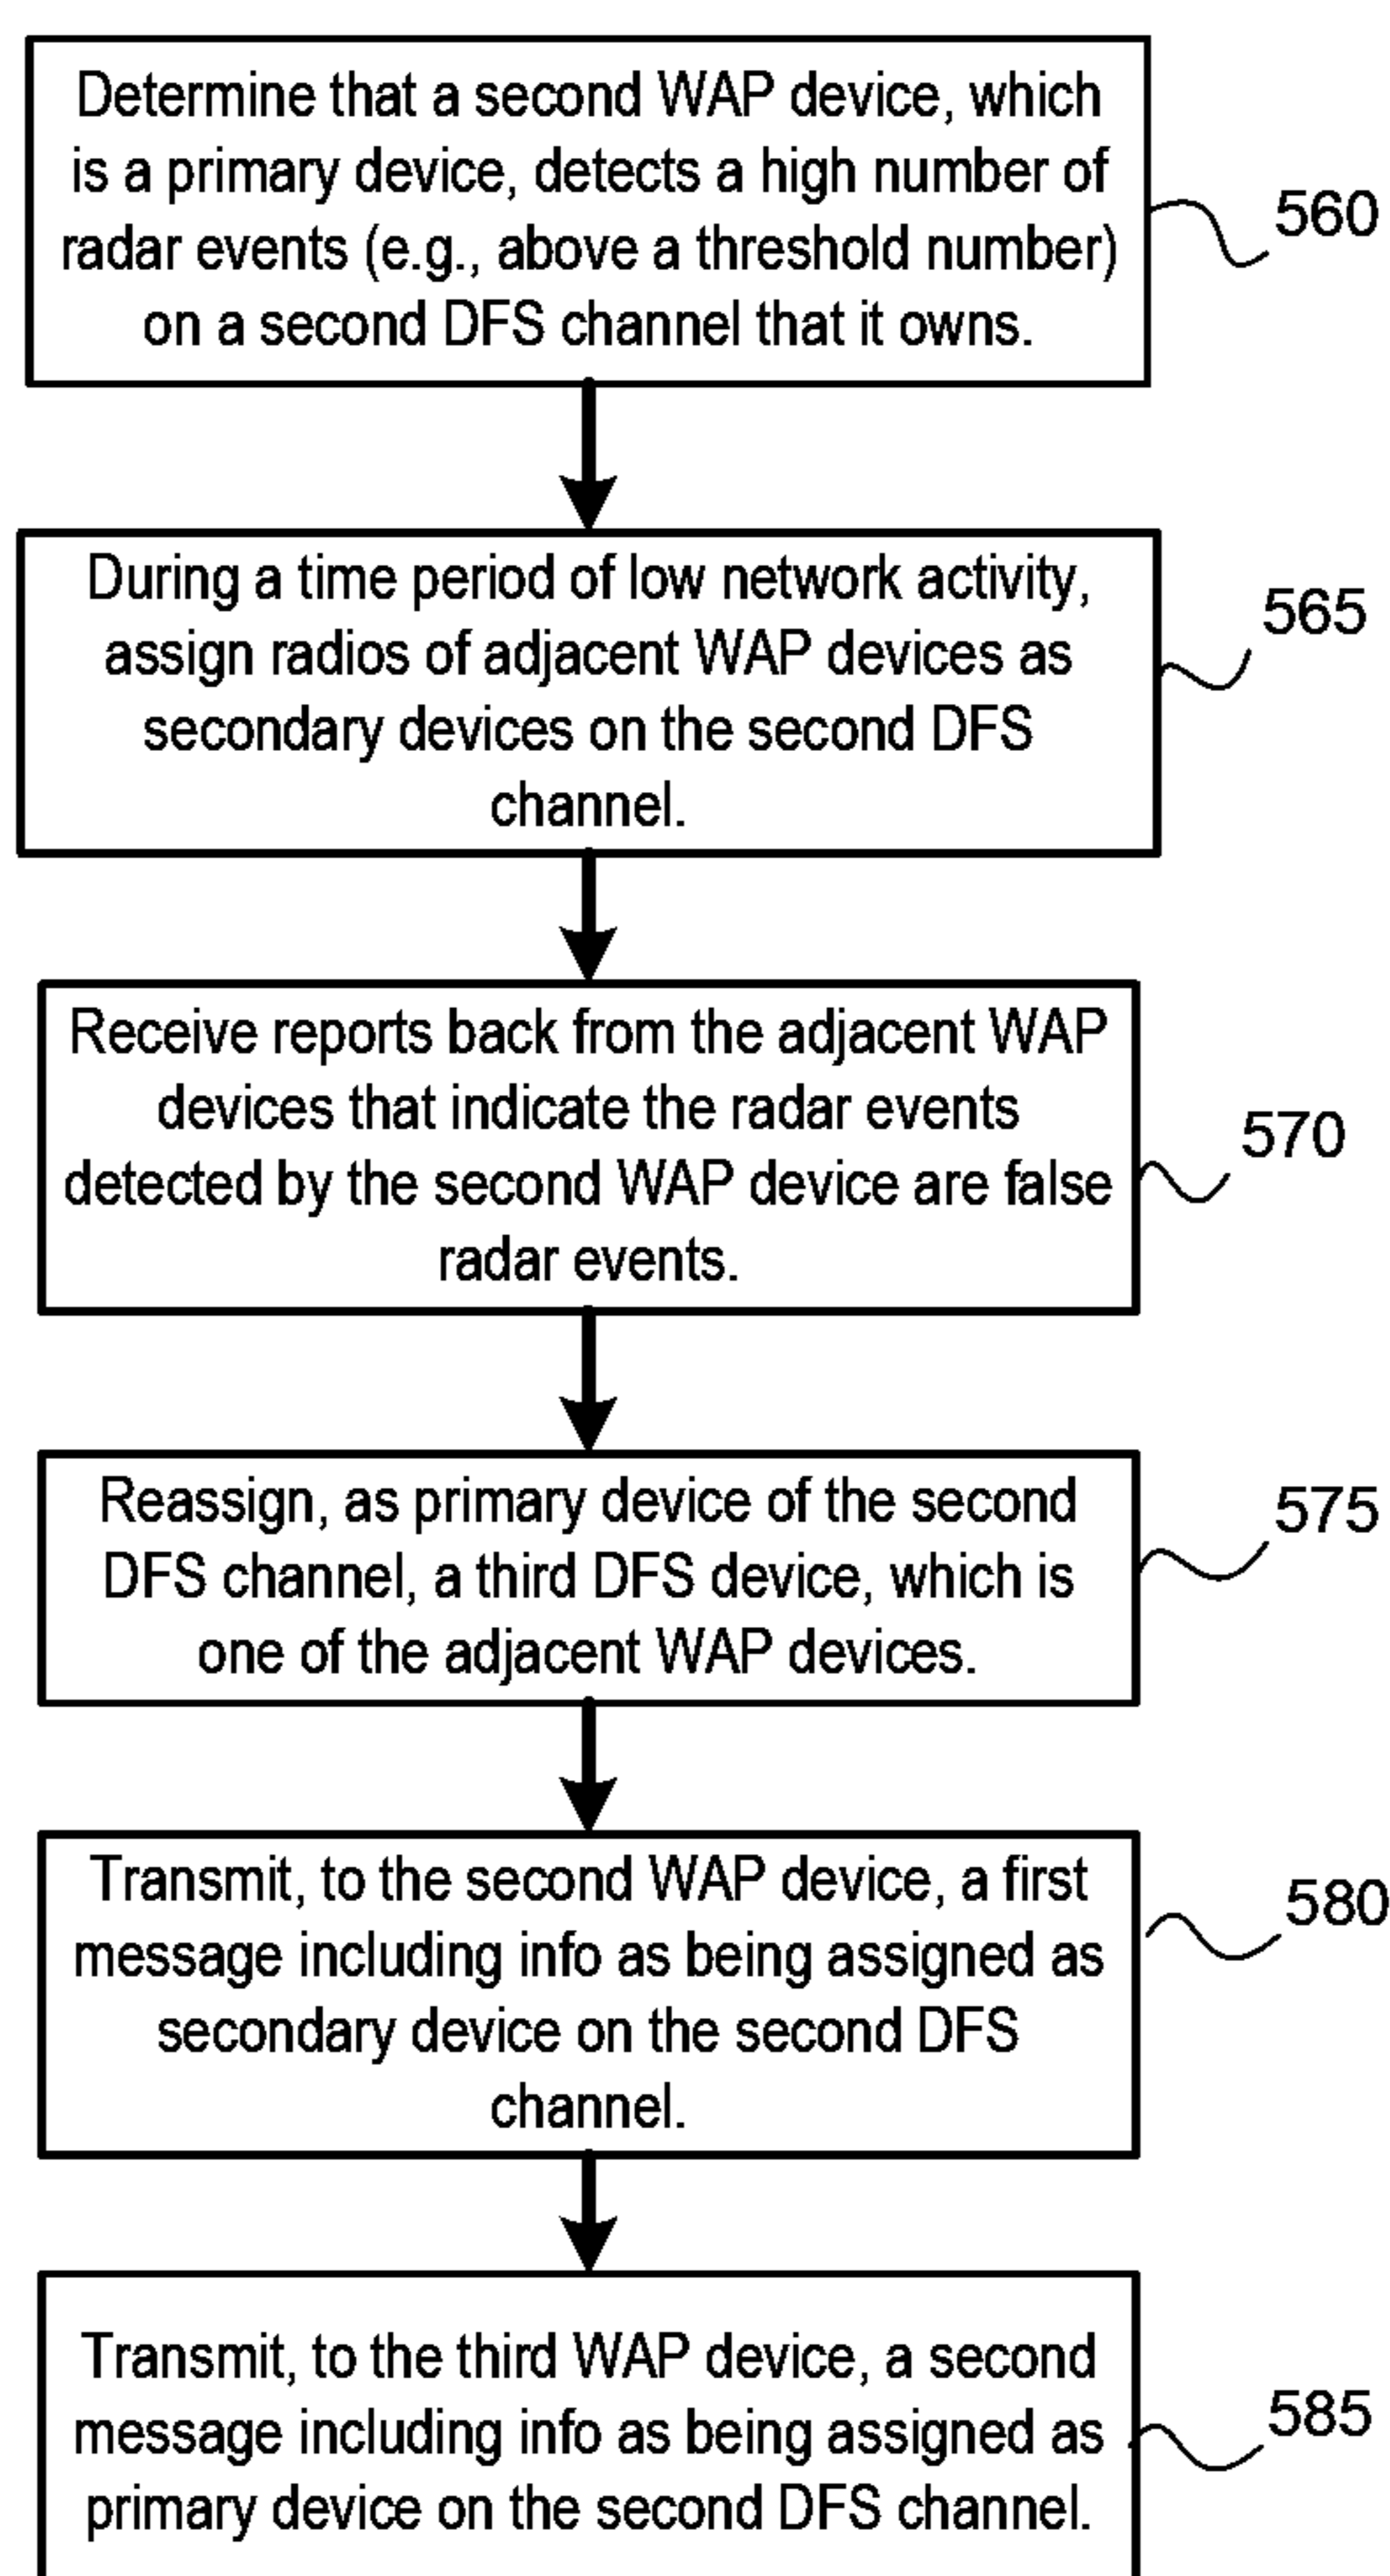 Determine that a second WAP device, which
is a primary device, detects a high number of
radar events (e.g., above a threshold number)
on a second DFS channel that it owns.
560
During a time period of low network activity,
assign radios of adjacent WAP devices as
secondary devices on the second DFS
channel.
565
Receive reports back from the adjacent WAP
devices that indicate the radar events
detected by the second WAP device are false
radar events.
570
Reassign, as primary device of the second
DFS channel, a third DFS device, which is
one of the adjacent WAP devices.
575
Transmit, to the second WAP device, a first
message including info as being assigned as
secondary device on the second DFS
channel.
580
Transmit, to the third WAP device, a second
message including info as being assigned as
primary device on the second DFS channel.
585